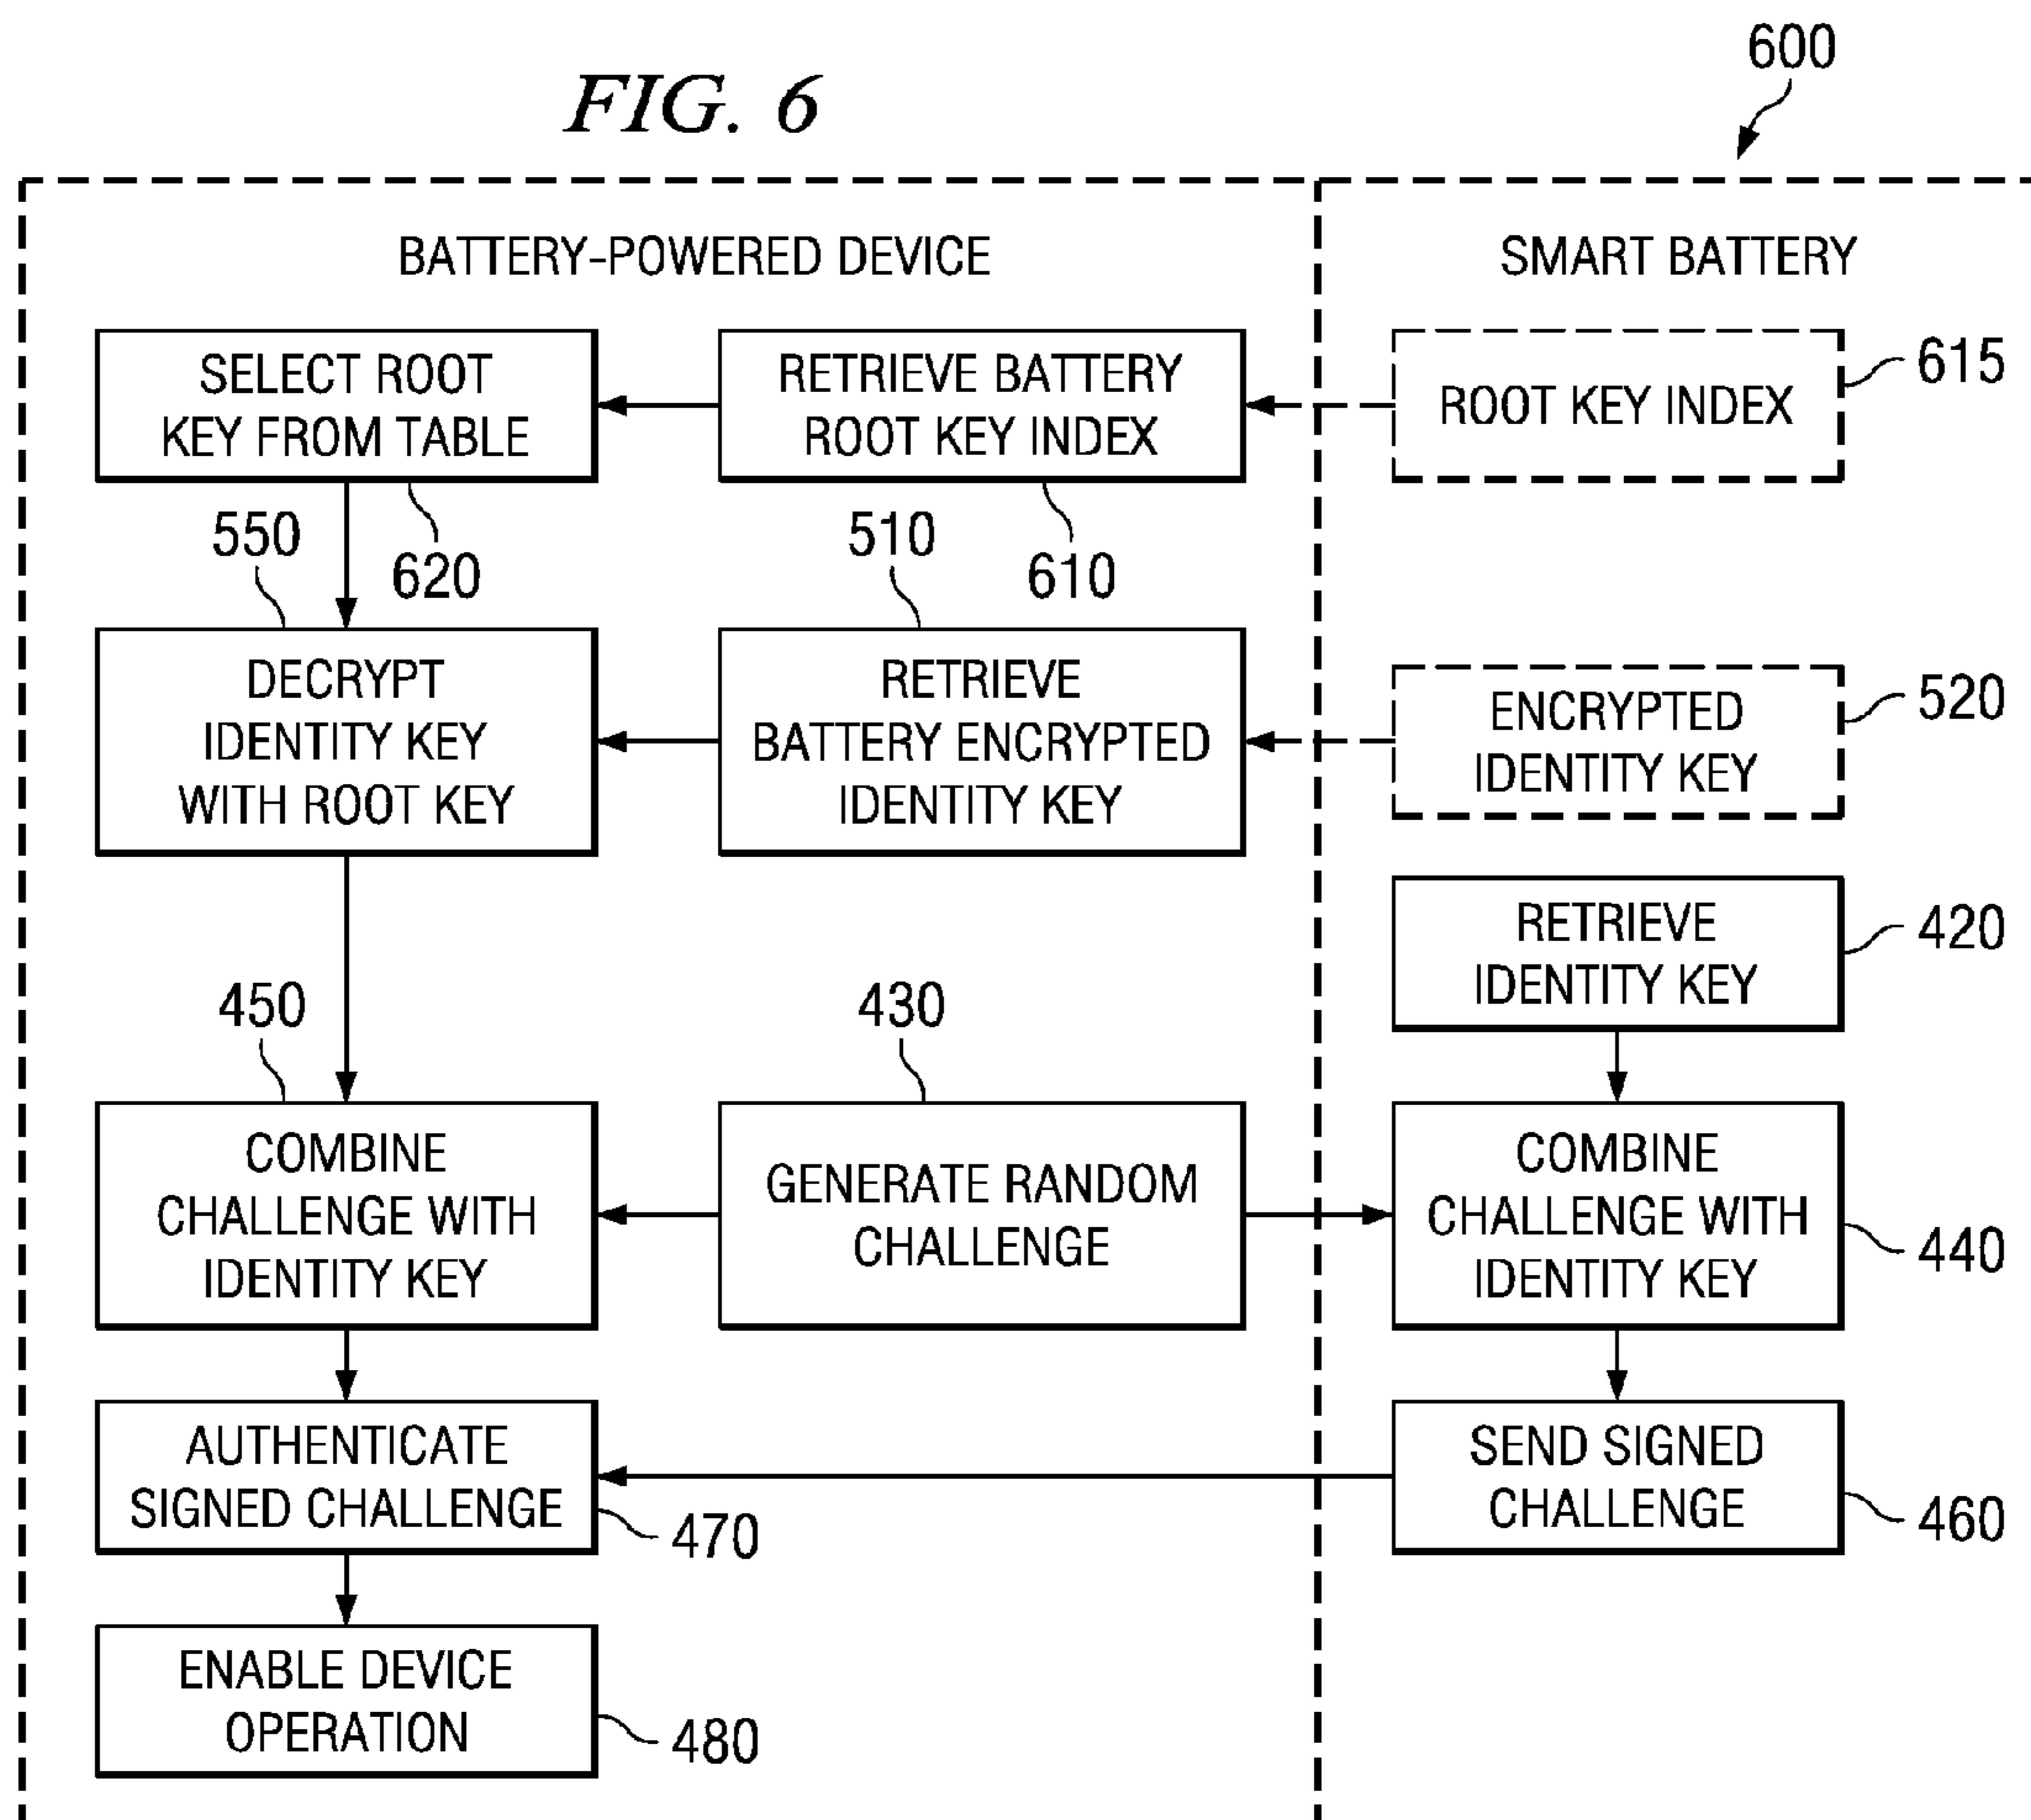 600
FIG. 6
BATTERY-POWERED DEVICE
SMART BATTERY
SELECT ROOT
KEY FROM TABLE
RETRIEVE BATTERY
ROOT KEY INDEX
ROOT KEY INDEX
615
550
620
510
610
DECRYPT
IDENTITY KEY
WITH ROOT KEY
RETRIEVE
BATTERY ENCRYPTED
IDENTITY KEY
ENCRYPTED
IDENTITY KEY
520
RETRIEVE
IDENTITY KEY
420
450
430
COMBINE
CHALLENGE WITH
IDENTITY KEY
GENERATE RANDOM
CHALLENGE
COMBINE
CHALLENGE WITH
IDENTITY KEY
440
AUTHENTICATE
SIGNED CHALLENGE
470
SEND SIGNED
CHALLENGE
460
ENABLE DEVICE
OPERATION
480